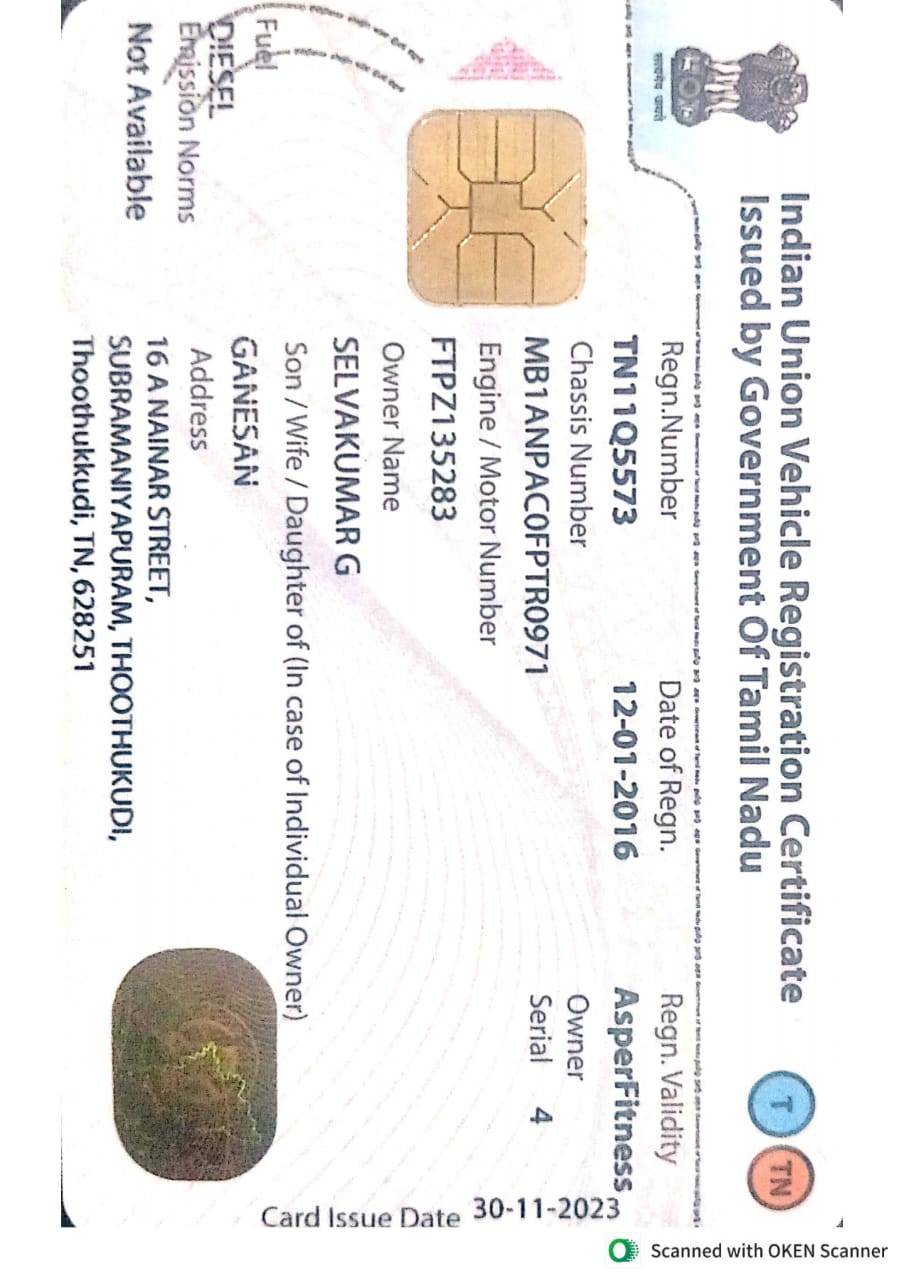 Indian Union Vehicle Registration Certificate
Issued by Government Of Tamil Nadu
T
TN
सत्यमेव जयते
Regn.Number
Date of Regn.
Regn. Validity
TN11Q5573
12-01-2016
AsperFitness
Chassis Number
Owner
Serial
4
MB1ANPAC0FPTR0971
Engine / Motor Number
FTPZ135283
Owner Name
SELVAKUMAR G
Son / Wife / Daughter of (In case of Individual Owner)
GANESAN
Fuel
DIESEL
Emission Norms
Not Available
Address
16 A NAINAR STREET,
SUBRAMANIYAPURAM, THOOTHUKUDI,
Thoothukkudi, TN, 628251
Card Issue Date 30-11-2023
Scanned with OKEN Scanner